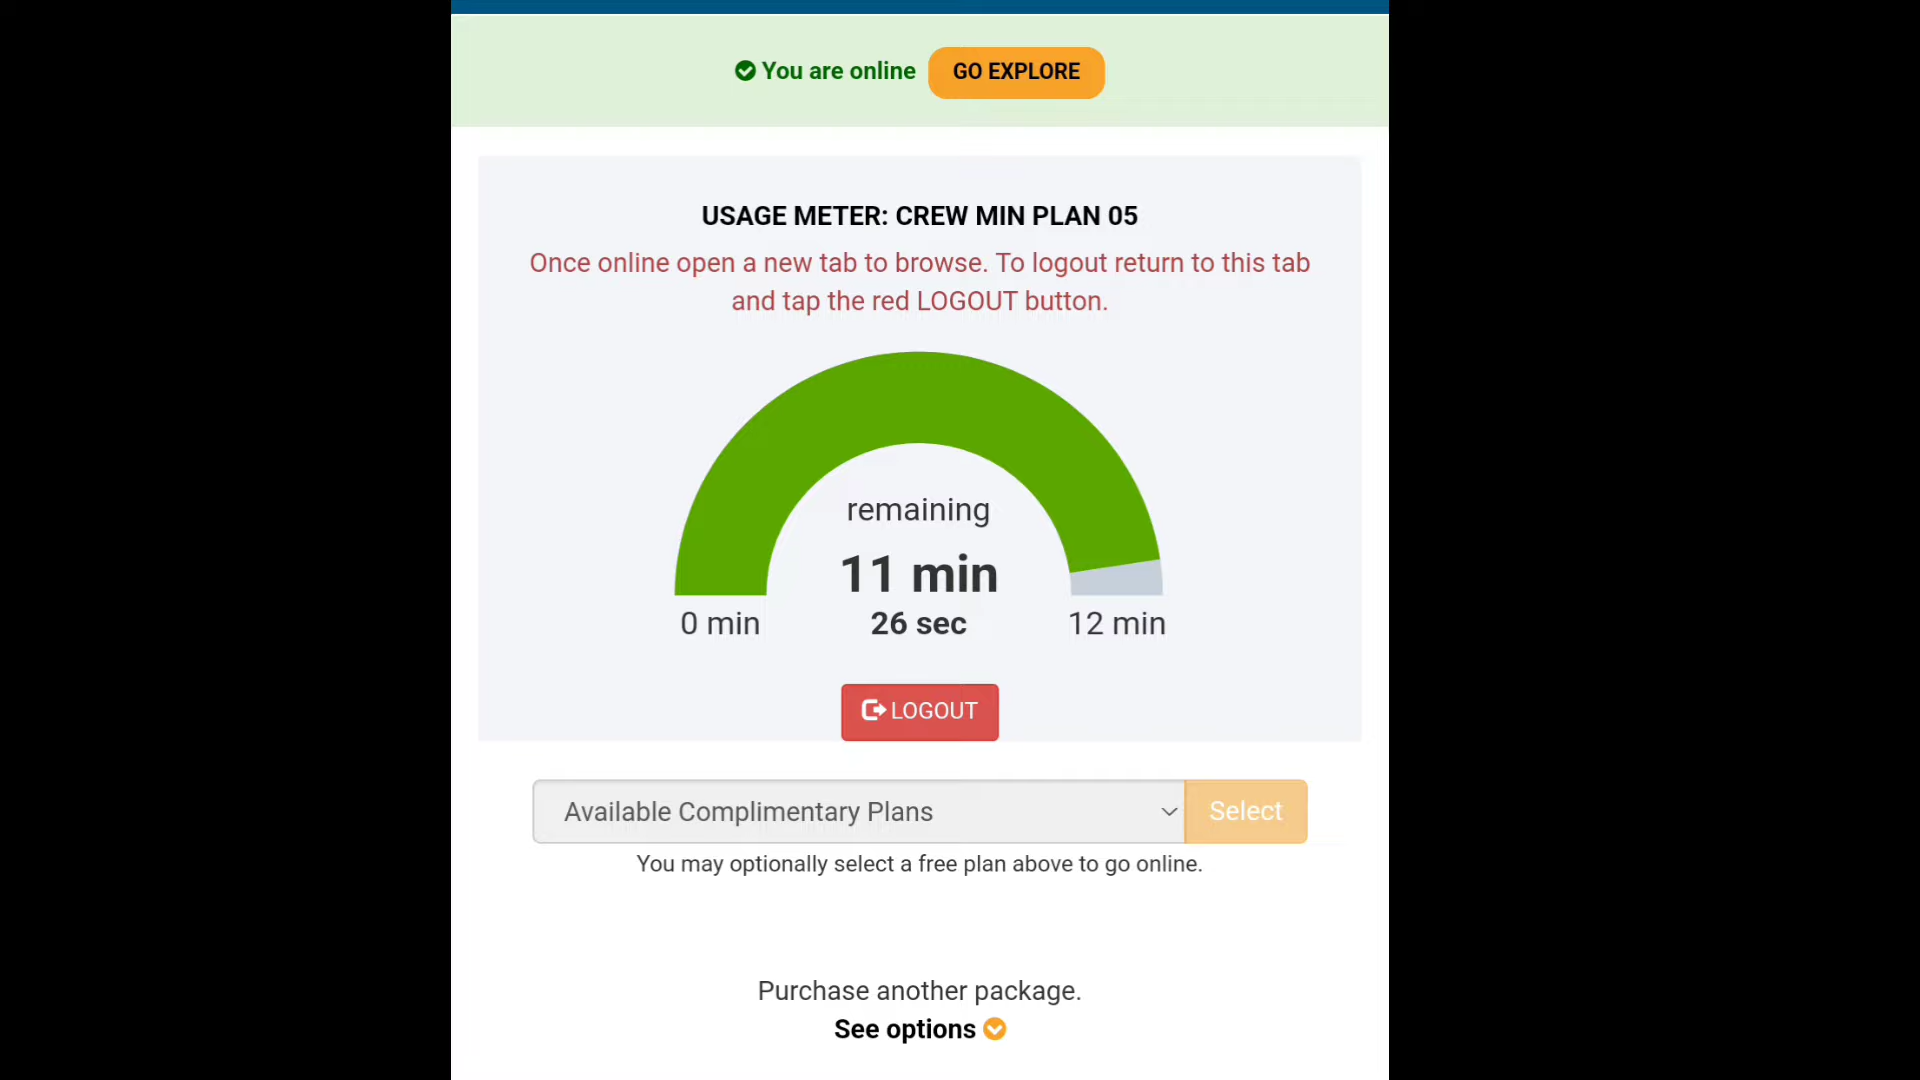 You are online GO EXPLORE
USAGE METER: CREW MIN PLAN 05
Once online open a new tab to browse. To logout return to this tab
and tap the red LOGOUT button.
remaining
11 min
0 min 26 sec 12 min
LOGOUT
Available Complimentary Plans Select
You may optionally select a free plan above to go online.
Purchase another package.
See options